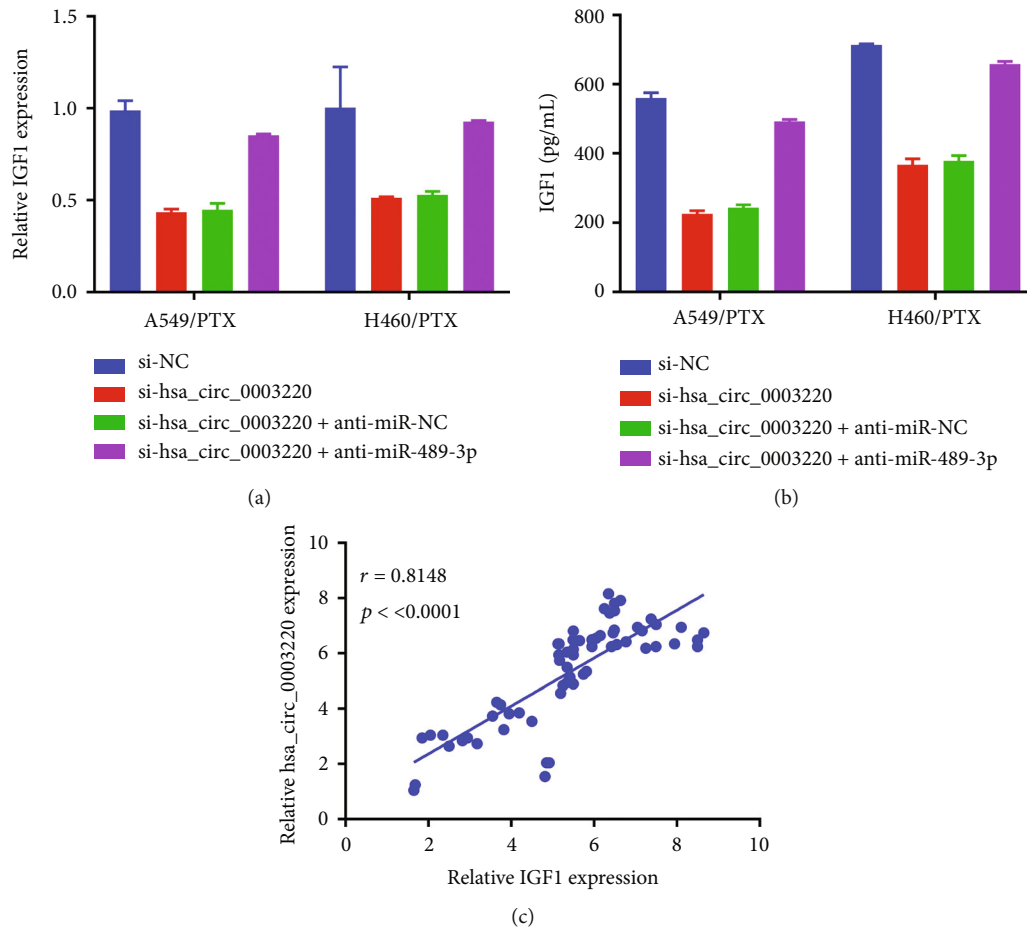 Relative IGF1 expression
1.5
1.0
0.5
0.0
A549/PTX
H460/PTX
si-NC
si-hsa_circ_0003220
si-hsa_circ_0003220 + anti-miR-NC
si-hsa_circ_0003220 + anti-miR-489-3p
(a)
IGF1 (pg/mL)
800
600
400
200
0
A549/PTX
H460/PTX
si-NC
si-hsa_circ_0003220
si-hsa_circ_0003220 + anti-miR-NC
si-hsa_circ_0003220 + anti-miR-489-3p
(b)
Relative hsa_circ_0003220 expression
10
8
6
4
2
0
r = 0.8148
p < <0.0001
0 2 4 6 8 10
Relative IGF1 expression
(c)